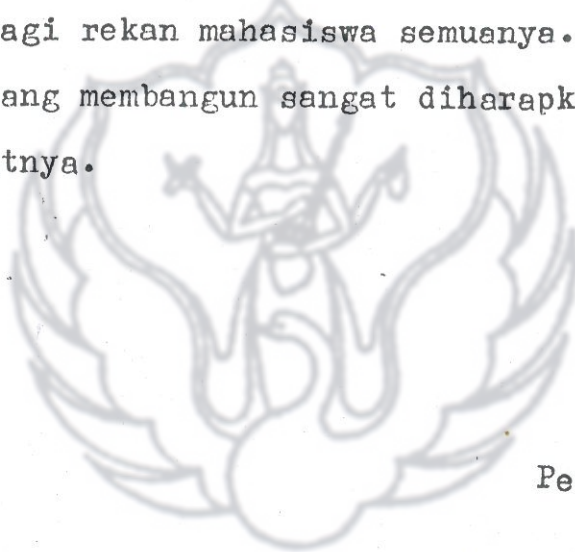 agi rekan mahasiswa semuanya.
ang membangun sangat diharapk
tnya.
Pe